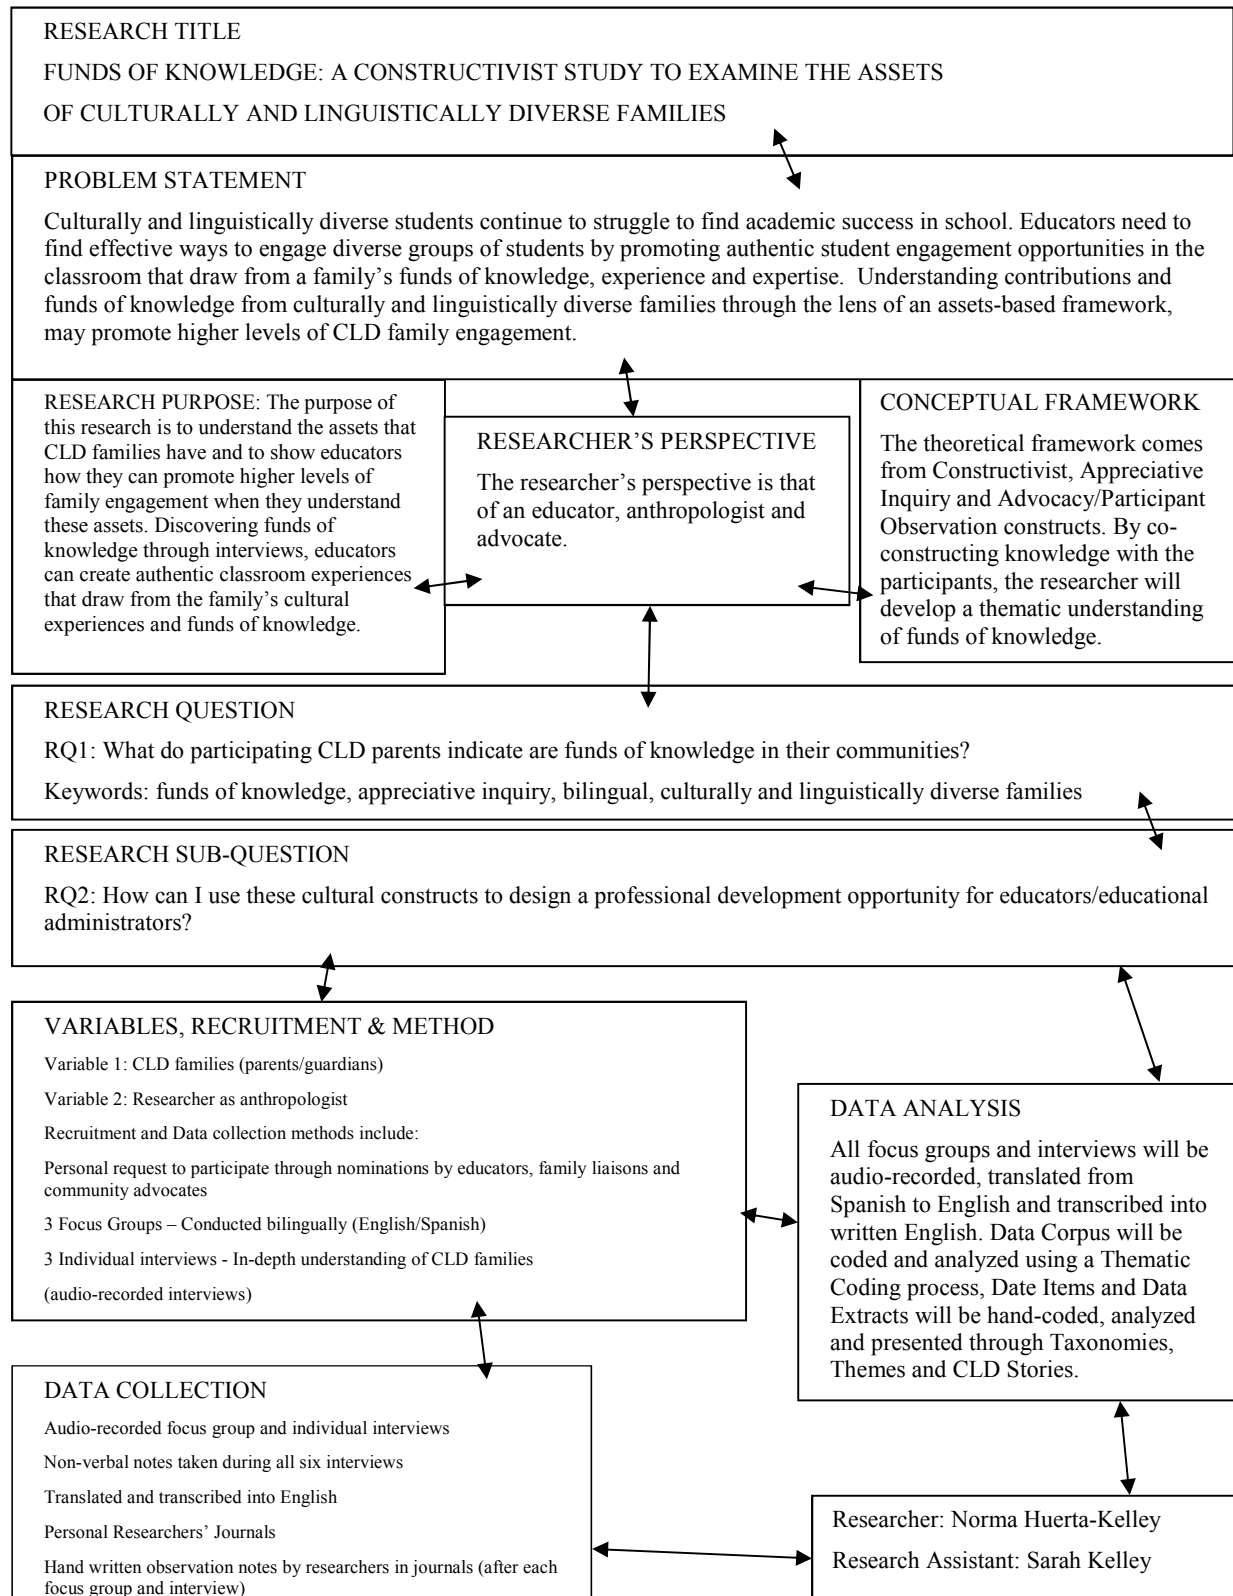 RESEARCH TITLE
FUNDS OF KNOWLEDGE: A CONSTRUCTIVIST STUDY TO EXAMINE THE ASSETS
OF CULTURALLY AND LINGUISTICALLY DIVERSE FAMILIES
PROBLEM STATEMENT
Culturally and linguistically diverse students continue to struggle to find academic success in school. Educators need to
find effective ways to engage diverse groups of students by promoting authentic student engagement opportunities in the
classroom that draw from a family’s funds of knowledge, experience and expertise.  Understanding contributions and
funds of knowledge from culturally and linguistically diverse families through the lens of an assets-based framework,
may promote higher levels of CLD family engagement.
RESEARCH PURPOSE: The purpose of
this research is to understand the assets that
CLD families have and to show educators
how they can promote higher levels of
family engagement when they understand
these assets. Discovering funds of
knowledge through interviews, educators
can create authentic classroom experiences
that draw from the family’s cultural
experiences and funds of knowledge.
RESEARCHER’S PERSPECTIVE
The researcher’s perspective is that
of an educator, anthropologist and
advocate.
CONCEPTUAL FRAMEWORK
The theoretical framework comes
from Constructivist, Appreciative
Inquiry and Advocacy/Participant
Observation constructs. By co-
constructing knowledge with the
participants, the researcher will
develop a thematic understanding
of funds of knowledge.
RESEARCH QUESTION
RQ1: What do participating CLD parents indicate are funds of knowledge in their communities?
Keywords: funds of knowledge, appreciative inquiry, bilingual, culturally and linguistically diverse families
RESEARCH SUB-QUESTION
RQ2: How can I use these cultural constructs to design a professional development opportunity for educators/educational
administrators?
VARIABLES, RECRUITMENT & METHOD
Variable 1: CLD families (parents/guardians)
Variable 2: Researcher as anthropologist
Recruitment and Data collection methods include:
Personal request to participate through nominations by educators, family liaisons and
community advocates
3 Focus Groups – Conducted bilingually (English/Spanish)
3 Individual interviews - In-depth understanding of CLD families
(audio-recorded interviews)
DATA ANALYSIS
All focus groups and interviews will be
audio-recorded, translated from
Spanish to English and transcribed into
written English. Data Corpus will be
coded and analyzed using a Thematic
Coding process, Date Items and Data
Extracts will be hand-coded, analyzed
and presented through Taxonomies,
Themes and CLD Stories.
DATA COLLECTION
Audio-recorded focus group and individual interviews
Non-verbal notes taken during all six interviews
Translated and transcribed into English
Personal Researchers’ Journals
Hand written observation notes by researchers in journals (after each
focus group and interview)
Researcher: Norma Huerta-Kelley
Research Assistant: Sarah Kelley